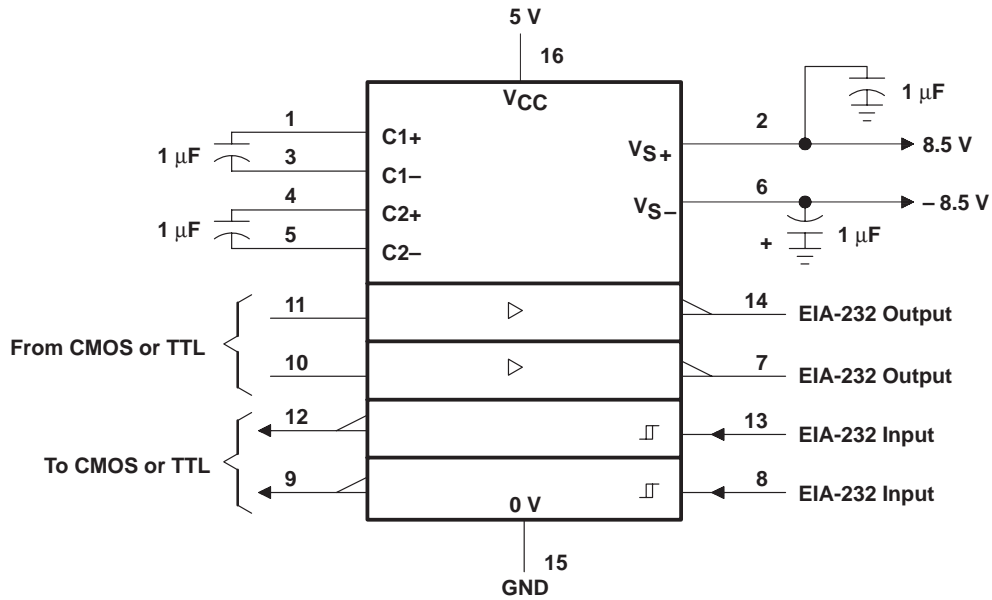 5 V
16
VCC
1 μF
1
C1+
3
C1–
1 μF
4
C2+
5
C2–
VS+
2
1 μF
8.5 V
VS–
6
– 8.5 V
+
1 μF
From CMOS or TTL
11
14
EIA-232 Output
10
7
EIA-232 Output
To CMOS or TTL
12
13
EIA-232 Input
9
8
EIA-232 Input
0 V
15
GND